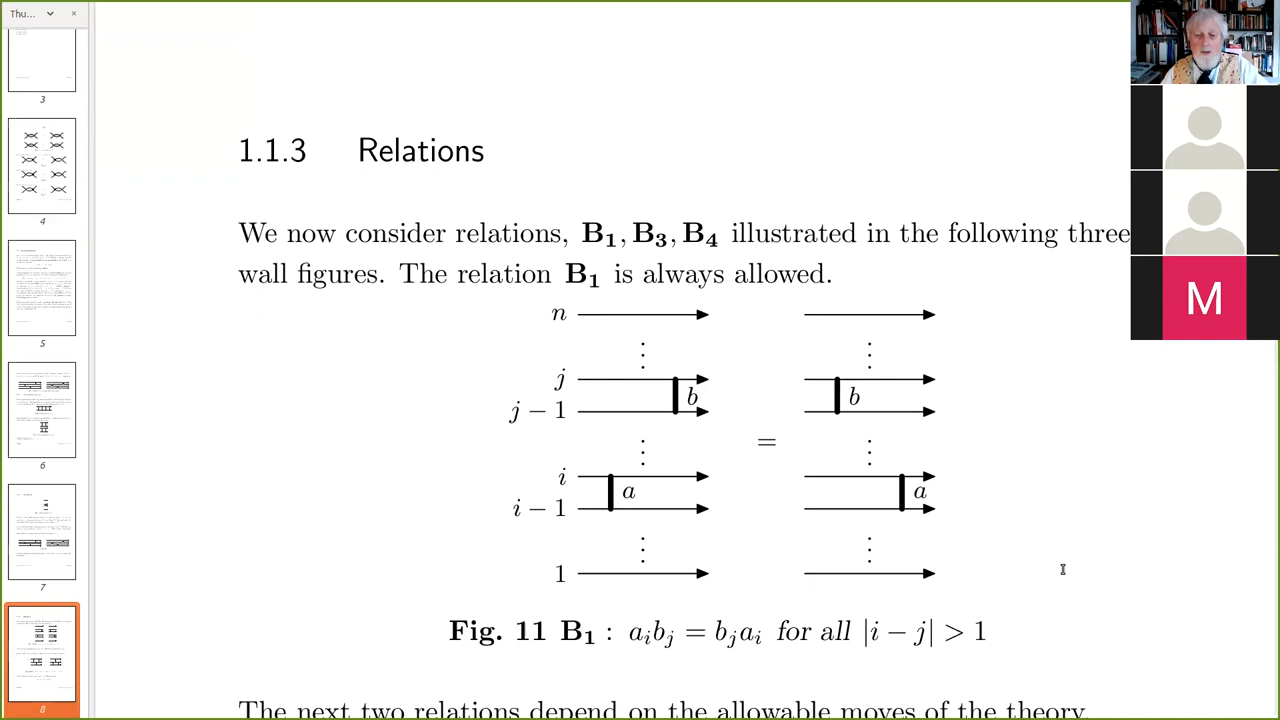 Thu...
3
4
5
6
7
8
1.1.3 Relations
We now consider relations, B₁, B₃, B₄ illustrated in the following three
wall figures. The relation B₁ is always allowed.
n
j
b
b
j − 1
=
i
a
a
i − 1
1
Fig. 11 B₁ : aᵢbⱼ = bⱼaᵢ for all |i − j| > 1
The next two relations depend on the allowable moves of the theory.
M